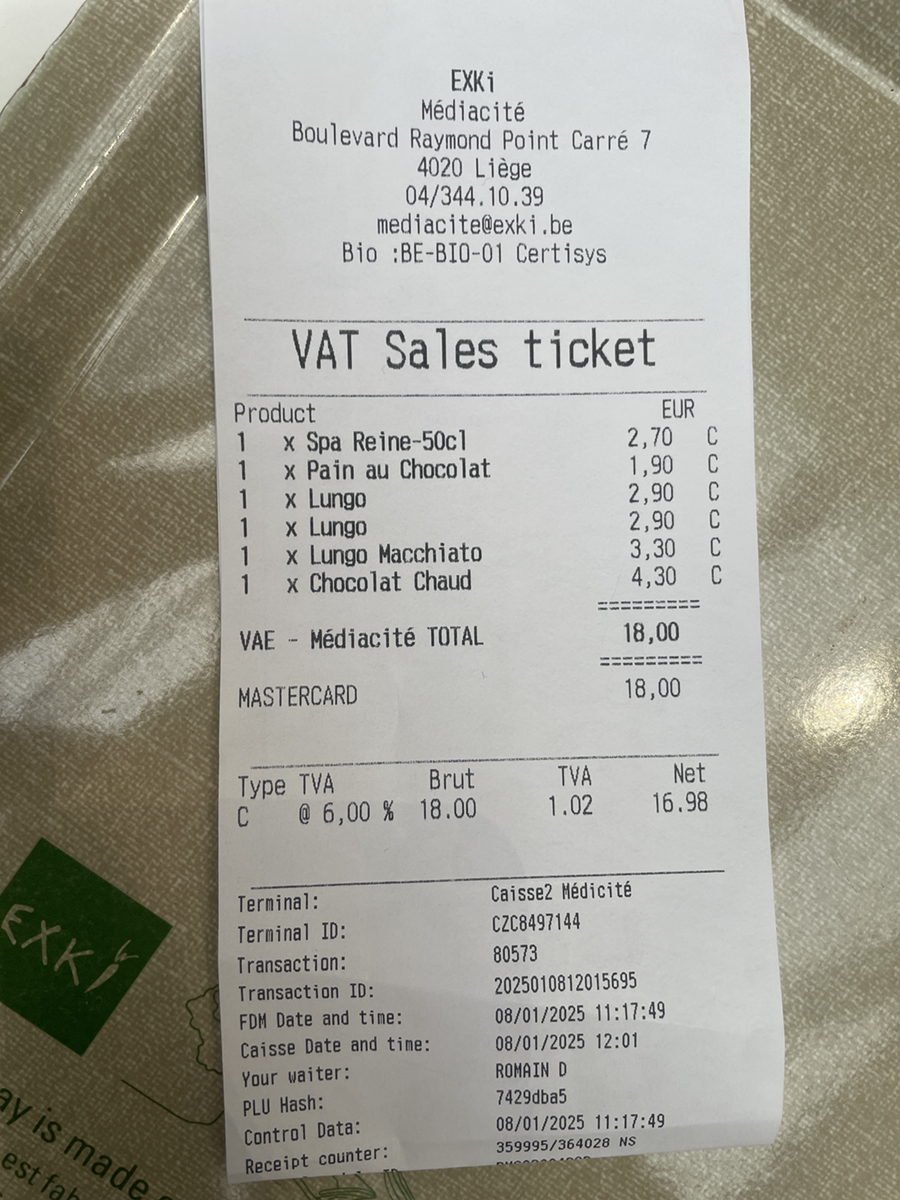 EXKi
Médiacité
Boulevard Raymond Point Carré 7
4020 Liège
04/344.10.39
mediacite@exki.be
Bio :BE-BIO-01 Certisys
VAT Sales ticket
Product EUR
1 x Spa Reine-50cl 2,70 C
1 x Pain au Chocolat 1,90 C
1 x Lungo 2,90 C
1 x Lungo 2,90 C
1 x Lungo Macchiato 3,30 C
1 x Chocolat Chaud 4,30 C
=========
VAE - Médiacité TOTAL 18,00
=========
MASTERCARD 18,00
Type TVA Brut TVA Net
C @ 6,00 % 18.00 1.02 16.98
Terminal: Caisse2 Médicité
Terminal ID: CZC8497144
Transaction: 80573
Transaction ID: 2025010812015695
FDM Date and time: 08/01/2025 11:17:49
Caisse Date and time: 08/01/2025 12:01
Your waiter: ROMAIN D
PLU Hash: 7429dba5
Control Data: 08/01/2025 11:17:49
Receipt counter: 359995/364028 NS
EXKi
ay is made
est fab